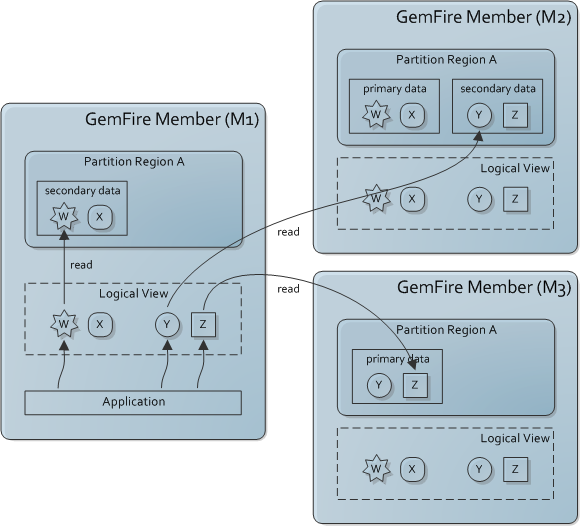 GemFire Member (M1)
Partition Region A
secondary data
W X
read
Logical View
W X Y Z
Application
read
read
GemFire Member (M2)
Partition Region A
primary data secondary data
W X Y Z
Logical View
W X Y Z
GemFire Member (M3)
Partition Region A
primary data
Y Z
Logical View
W X Y Z